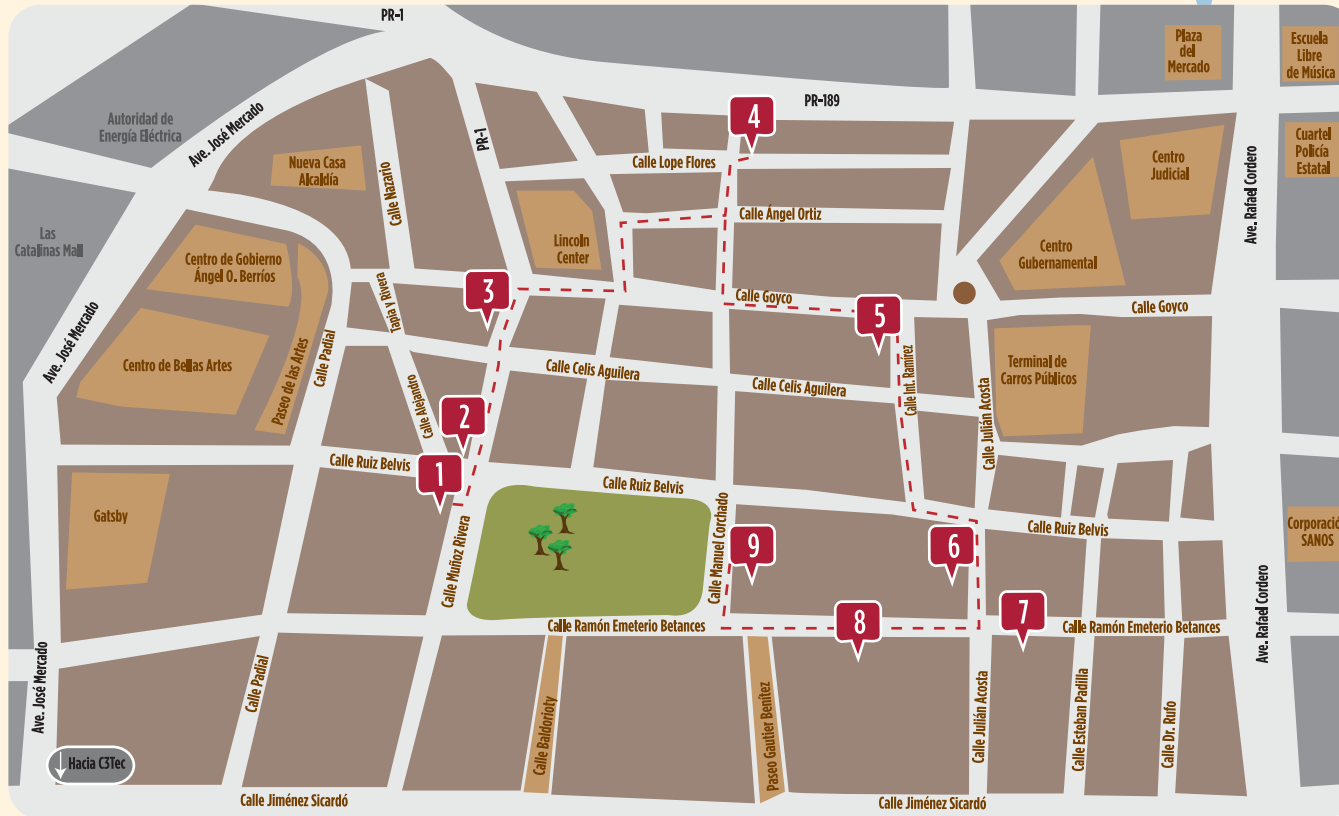 PR-1
Plaza
del
Mercado
Escuela
Libre
de Música
PR-189
Autoridad de
Energía Eléctrica
Ave. José Mercado
PR-1
4
Nueva Casa
Alcaldía
Calle Nazario
Calle Lope Flores
Centro
Judicial
Cuartel
Policía
Estatal
Ave. Rafael Cordero
Calle Ángel Ortiz
Las
Catalinas Mall
Centro de Gobierno
Ángel O. Berríos
Lincoln
Center
Centro
Gubernamental
3
Tapia y Rivera
Calle Goyco
5
Calle Goyco
Ave. José Mercado
Centro de Bellas Artes
Paseo de las Artes
Calle Padial
Calle Celis Aguilera
Calle Celis Aguilera
Calle Int. Ramírez
Terminal de
Carros Públicos
Calle Alejandro
2
Calle Julián Acosta
Calle Ruiz Belvis
1
Calle Ruiz Belvis
Gatsby
Calle Ruiz Belvis
Corporació
SANOS
Calle Muñoz Rivera
Calle Manuel Corchado
9
6
7
8
Calle Ramón Emeterio Betances
Calle Ramón Emeterio Betances
Ave. Rafael Cordero
Ave. José Mercado
Calle Padial
Calle Baldorioty
Paseo Gautier Benítez
Calle Julián Acosta
Calle Esteban Padilla
Calle Dr. Rufo
Hacia C3Tec
Calle Jiménez Sicardó
Calle Jiménez Sicardó